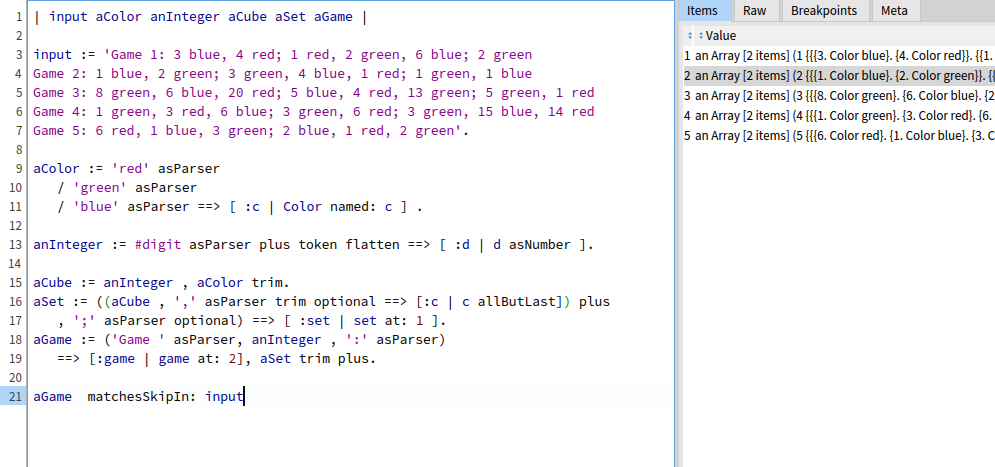 1 | input aColor anInteger aCube aSet aGame |
2
3 input := 'Game 1: 3 blue, 4 red; 1 red, 2 green, 6 blue; 2 green
4 Game 2: 1 blue, 2 green; 3 green, 4 blue, 1 red; 1 green, 1 blue
5 Game 3: 8 green, 6 blue, 20 red; 5 blue, 4 red, 13 green; 5 green, 1 red
6 Game 4: 1 green, 3 red, 6 blue; 3 green, 6 red; 3 green, 15 blue, 14 red
7 Game 5: 6 red, 1 blue, 3 green; 2 blue, 1 red, 2 green'.
8
9 aColor := 'red' asParser
10 / 'green' asParser
11 / 'blue' asParser ==> [ :c | Color named: c ] .
12
13 anInteger := #digit asParser plus token flatten ==> [ :d | d asNumber ].
14
15 aCube := anInteger , aColor trim.
16 aSet := ((aCube , ',' asParser trim optional ==> [:c | c allButLast]) plus
17 , ';' asParser optional) ==> [ :set | set at: 1 ].
18 aGame := ('Game ' asParser, anInteger , ':' asParser)
19 ==> [:game | game at: 2], aSet trim plus.
20
21 aGame  matchesSkipIn: input
Items Raw Breakpoints Meta
Value
1 an Array [2 items] (1 {{{3. Color blue}. {4. Color red}}. {{1.
2 an Array [2 items] (2 {{{1. Color blue}. {2. Color green}}. {{
3 an Array [2 items] (3 {{{8. Color green}. {6. Color blue}. {2
4 an Array [2 items] (4 {{{1. Color green}. {3. Color red}. {6.
5 an Array [2 items] (5 {{{6. Color red}. {1. Color blue}. {3. C